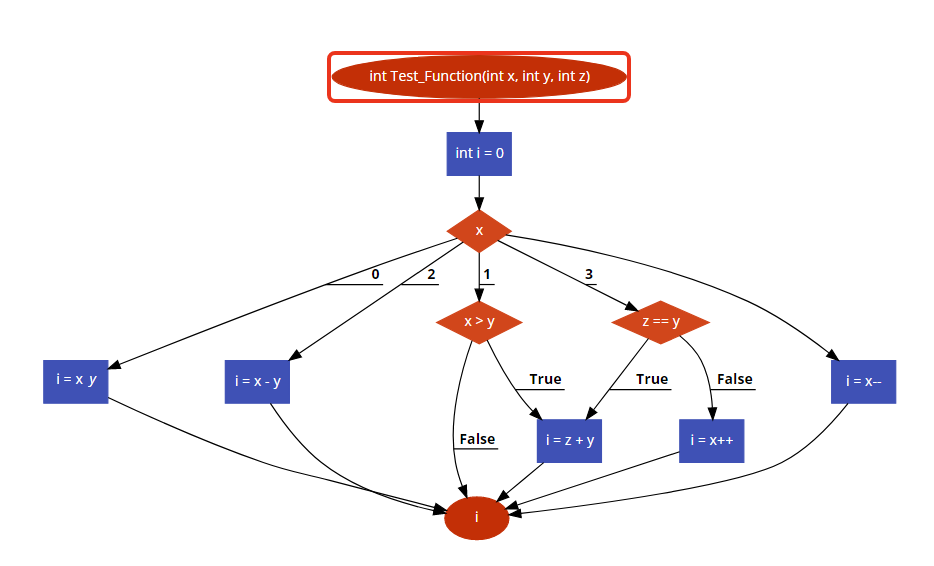 int Test_Function(int x, int y, int z)
int i = 0
x
0
2
1
3
x > y
z == y
i = x y
i = x - y
True
True
False
i = x--
False
i = z + y
i = x++
i